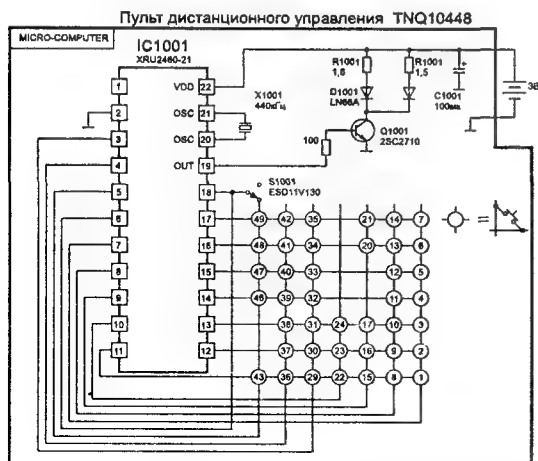 Пульт дистанционного управления TNQ10448
MICRO-COMPUTER
IC1001
XRU2460-21
R1001
1,6
R1001
1,5
D1001
LN66A
C1001
100мк
3В
X1001
440кГц
Q1001
2SC2710
100
S1001
ESD11V130
1
VDD 22
2
OSC 21
3
OSC 20
4
OUT 19
5
18
6
17
49 42 35 21 14 7
7
16
48 41 34 20 13 6
8
15
47 40 33 12 5
9
14
46 39 32 11 4
10
13
38 31 24 17 10 3
11
12
37 30 23 16 9 2
43 36 29 22 15 8 1
=